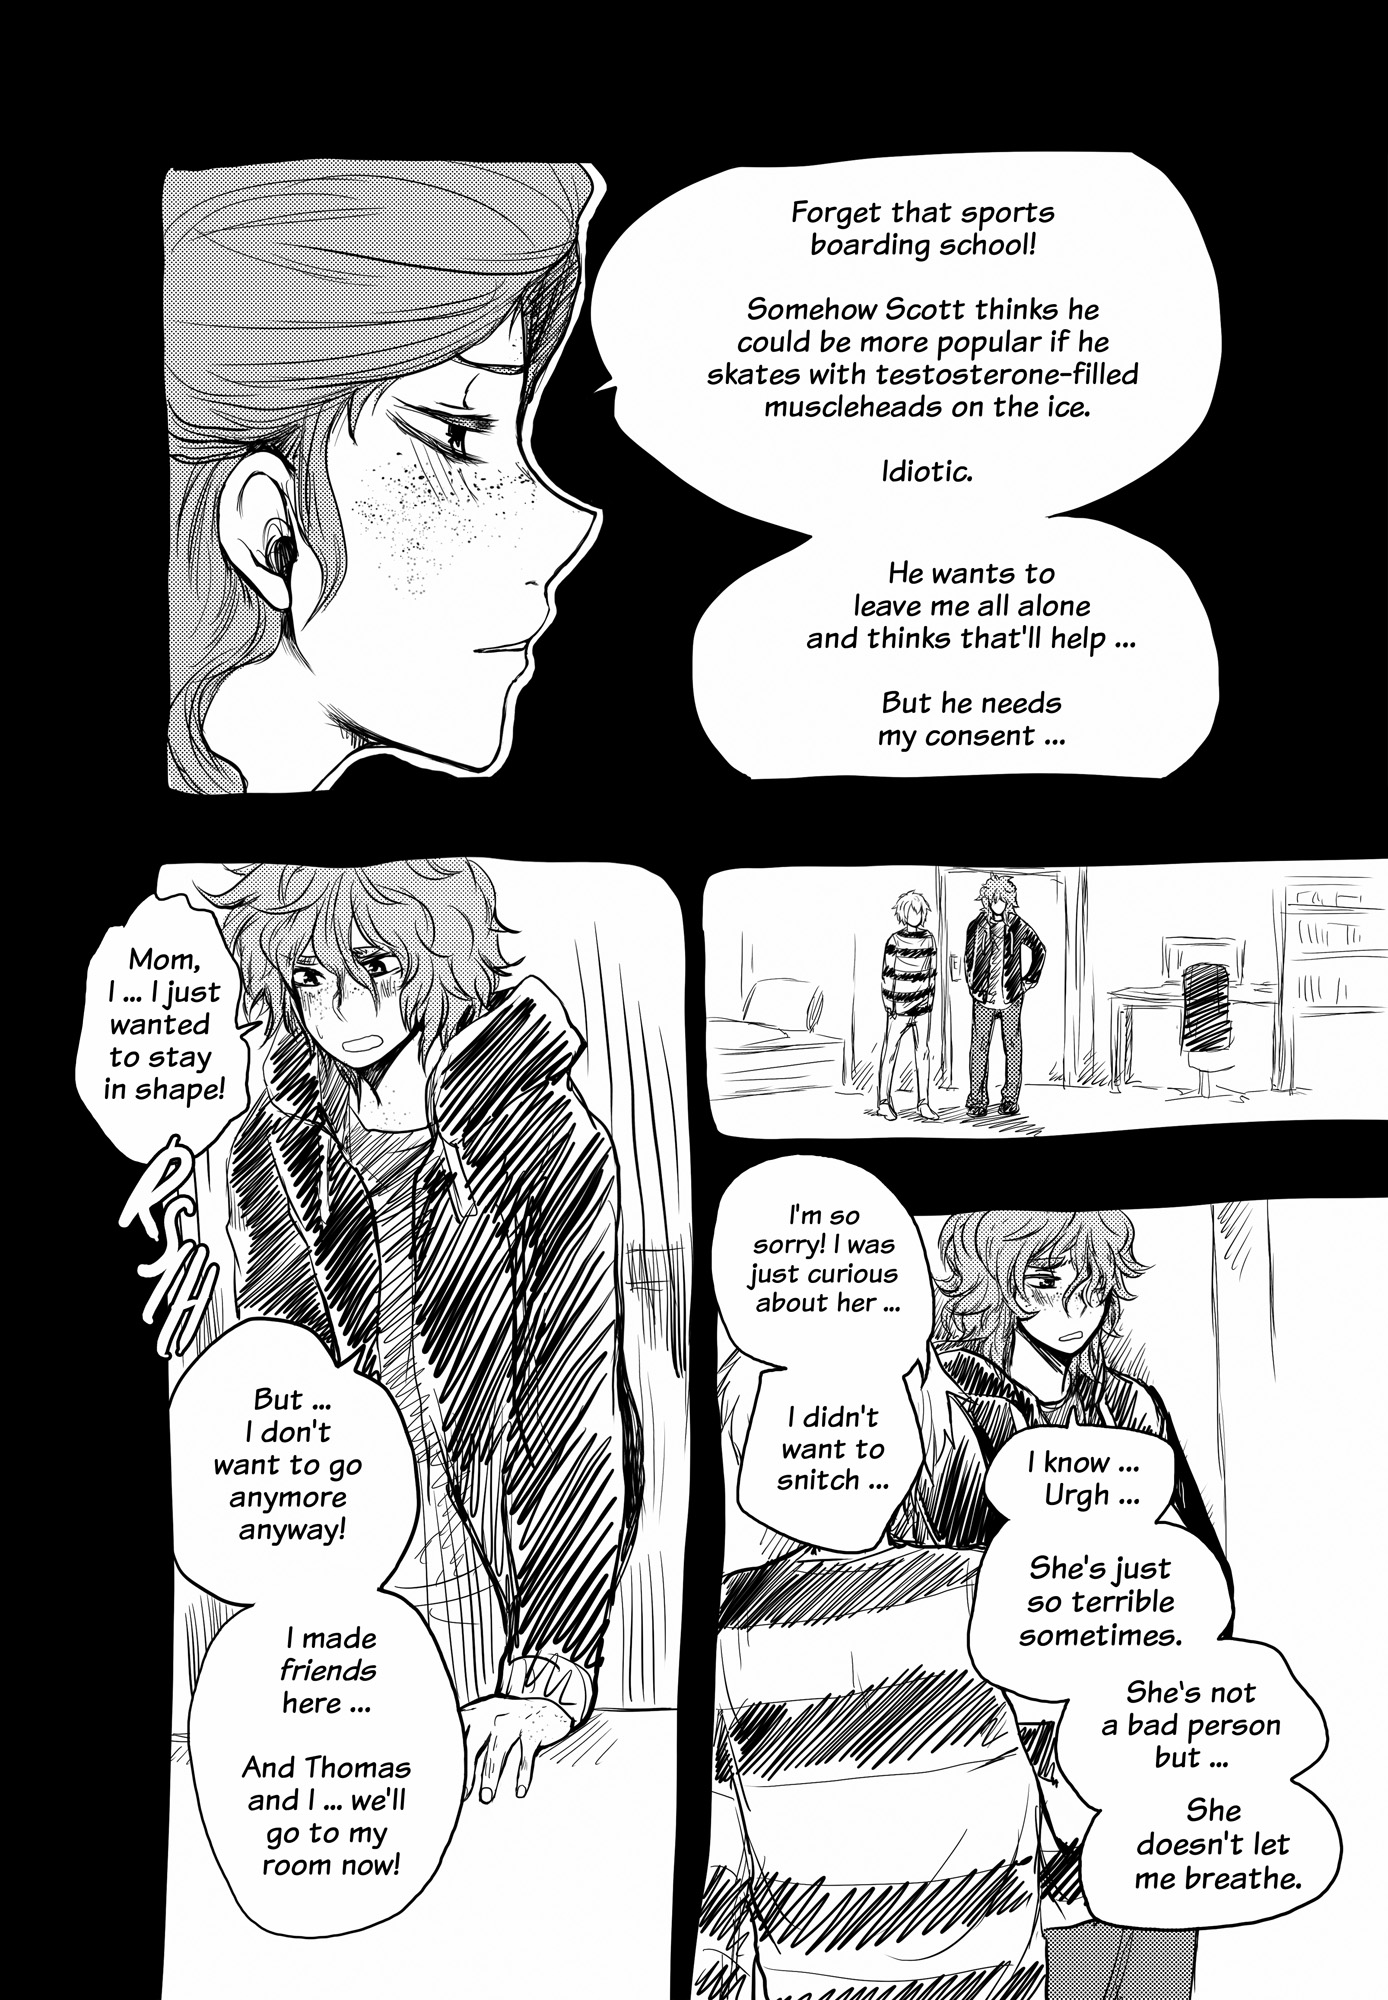 Forget that sports
boarding school!
Somehow Scott thinks he
could be more popular if he
skates with testosterone-filled
muscleheads on the ice.
Idiotic.
He wants to
leave me all alone
and thinks that'll help ...
But he needs
my consent ...
Mom,
I ... I just
wanted
to stay
in shape!
RSHH
But ...
I don't
want to go
anymore
anyway!
I made
friends
here ...
And Thomas
and I ... we'll
go to my
room now!
I'm so
sorry! I was
just curious
about her ...
I didn't
want to
snitch ...
I know ...
Urgh ...
She's just
so terrible
sometimes.
She's not
a bad person
but ...
She
doesn't let
me breathe.